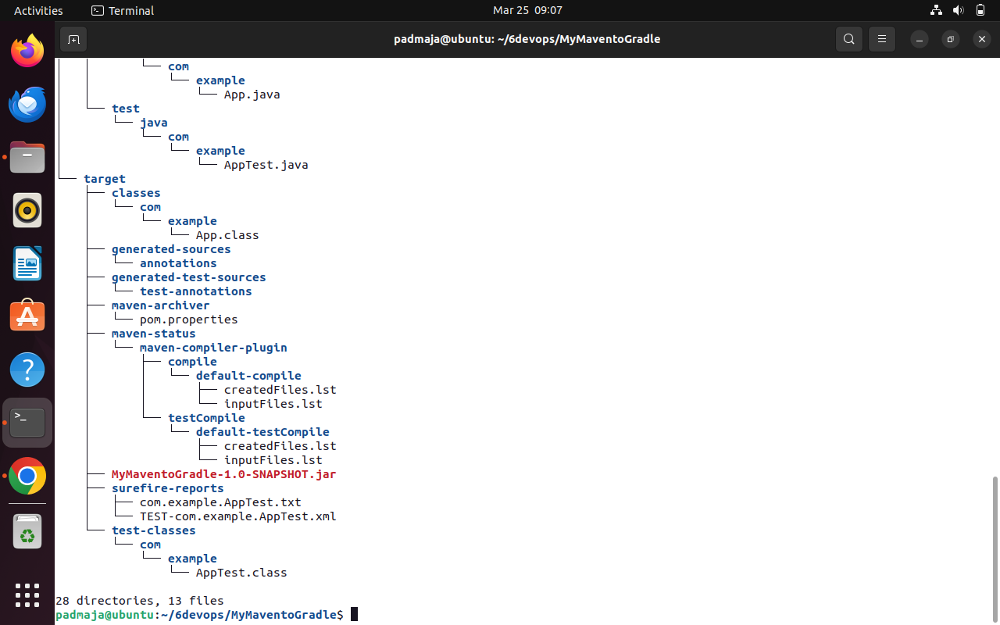 Activities
Terminal
Mar 25 09:07
padmaja@ubuntu: ~/6devops/MyMaventoGradle
com
example
App.java
test
java
com
example
AppTest.java
target
classes
com
example
App.class
generated-sources
annotations
generated-test-sources
test-annotations
maven-archiver
pom.properties
maven-status
maven-compiler-plugin
compile
default-compile
createdFiles.lst
inputFiles.lst
testCompile
default-testCompile
createdFiles.lst
inputFiles.lst
MyMaventoGradle-1.0-SNAPSHOT.jar
surefire-reports
com.example.AppTest.txt
TEST-com.example.AppTest.xml
test-classes
com
example
AppTest.class
28 directories, 13 files
padmaja@ubuntu:~/6devops/MyMaventoGradle$